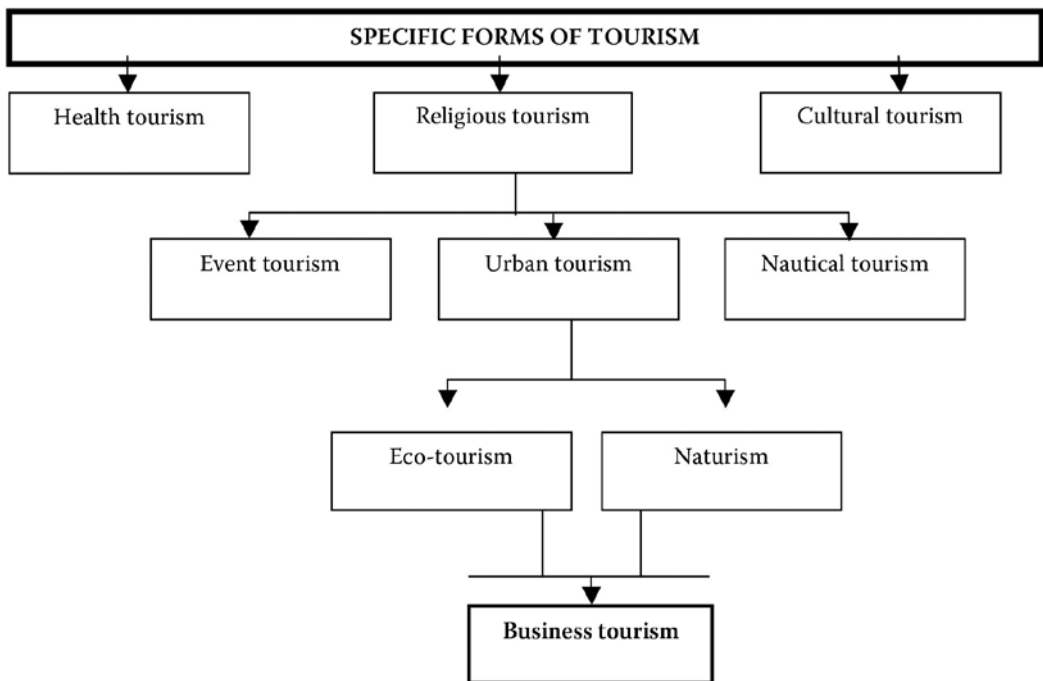 SPECIFIC FORMS OF TOURISM
Health tourism
Religious tourism
Cultural tourism
Event tourism
Urban tourism
Nautical tourism
Eco-tourism
Naturism
Business tourism